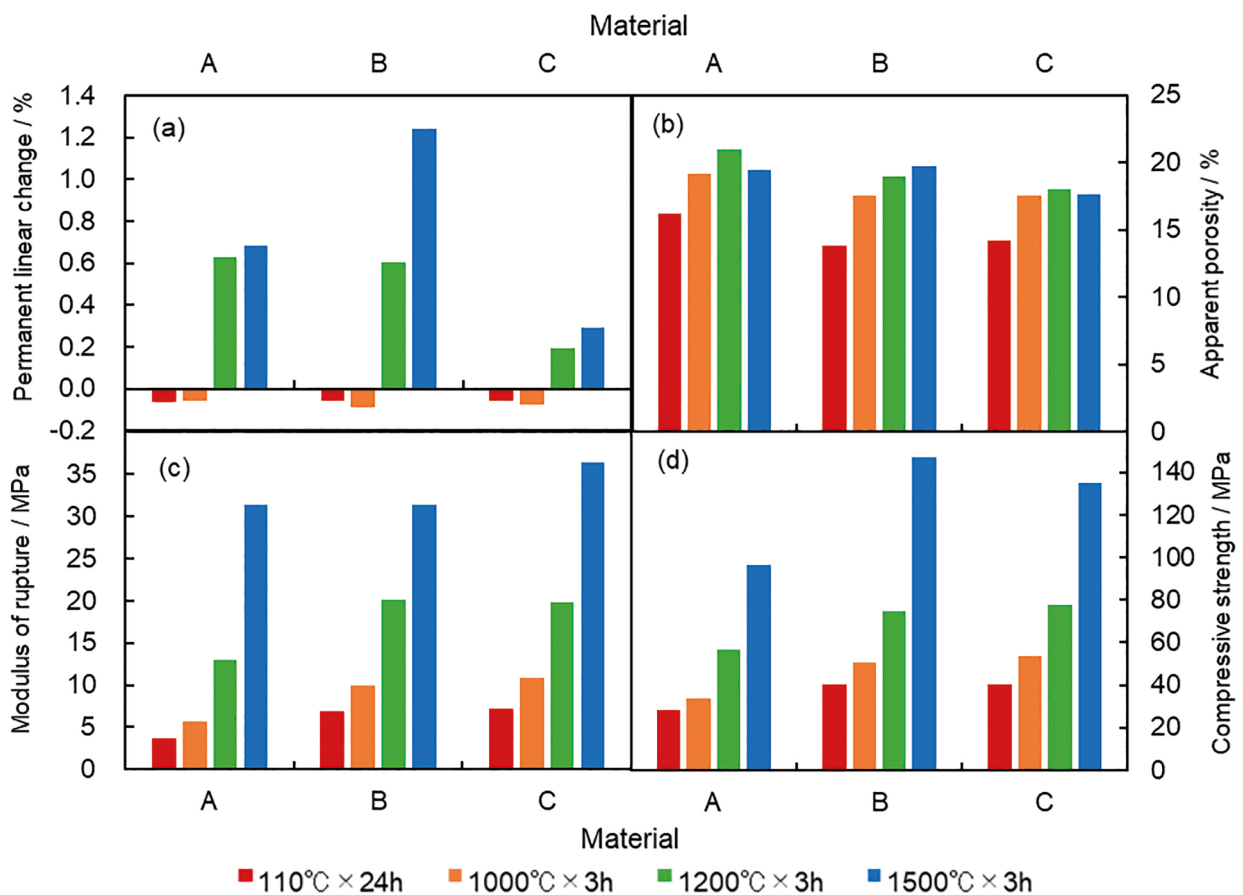 Material
A B C A B C
Permanent linear change / %
1.4
1.2
1.0
0.8
0.6
0.4
0.2
0.0
-0.2
(a)
(b)
25
20
15
10
5
0
Apparent porosity / %
Modulus of rupture / MPa
35
30
25
20
15
10
5
0
(c)
(d)
140
120
100
80
60
40
20
0
Compressive strength / MPa
A B C A B C
Material
110℃×24h 1000℃×3h 1200℃×3h 1500℃×3h